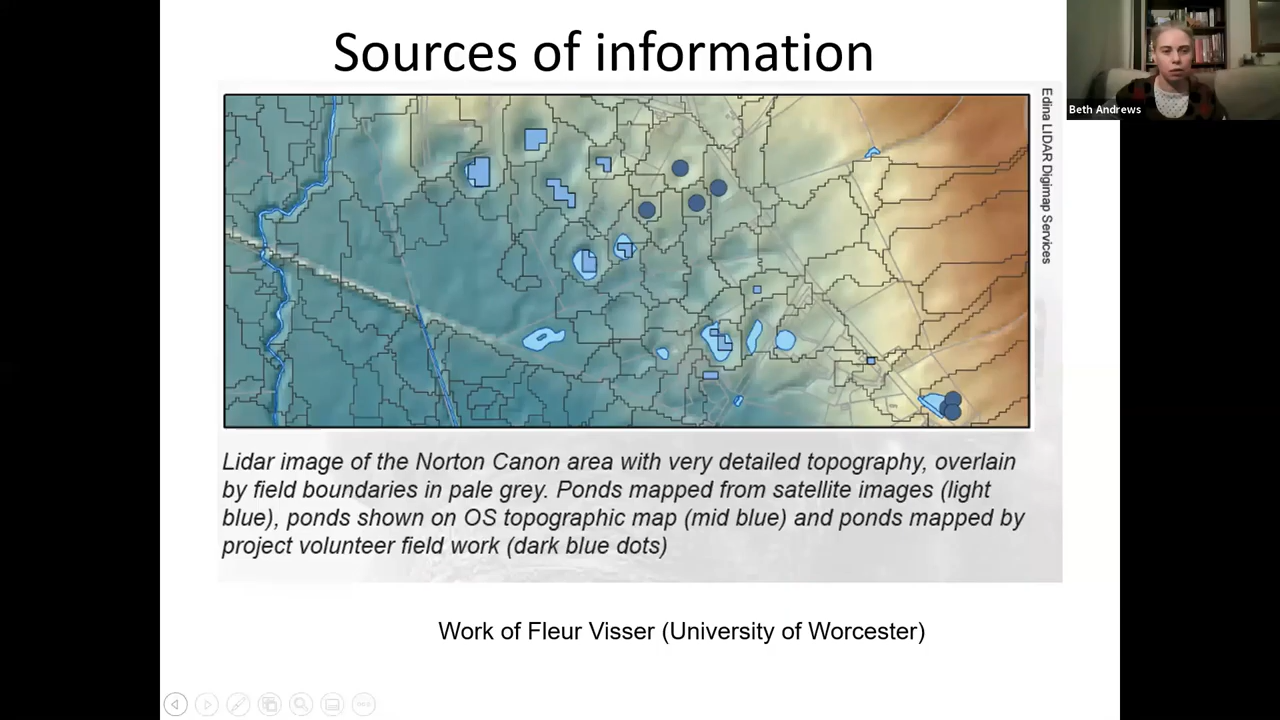 Sources of information
Beth Andrews
Edina LIDAR Digimap Services
Lidar image of the Norton Canon area with very detailed topography, overlain
by field boundaries in pale grey. Ponds mapped from satellite images (light
blue), ponds shown on OS topographic map (mid blue) and ponds mapped by
project volunteer field work (dark blue dots)
Work of Fleur Visser (University of Worcester)